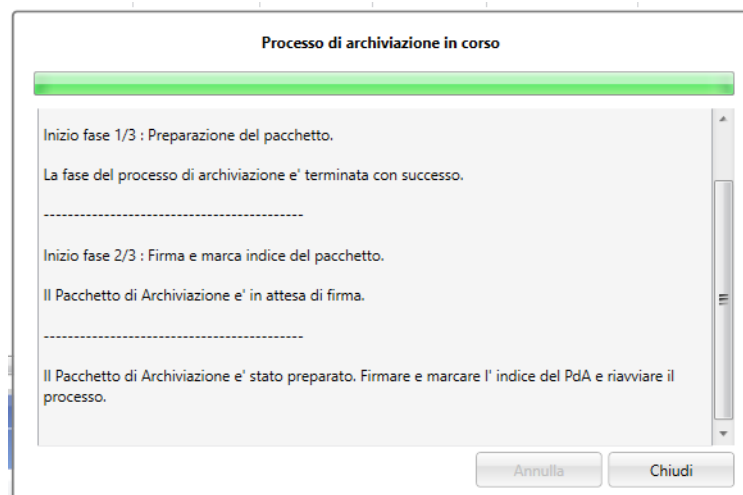 Processo di archiviazione in corso
Inizio fase 1/3 : Preparazione del pacchetto.
La fase del processo di archiviazione e' terminata con successo.
-------------------------------------------
Inizio fase 2/3 : Firma e marca indice del pacchetto.
Il Pacchetto di Archiviazione e' in attesa di firma.
-------------------------------------------
Il Pacchetto di Archiviazione e' stato preparato. Firmare e marcare l' indice del PdA e riavviare il
processo.
Annulla
Chiudi